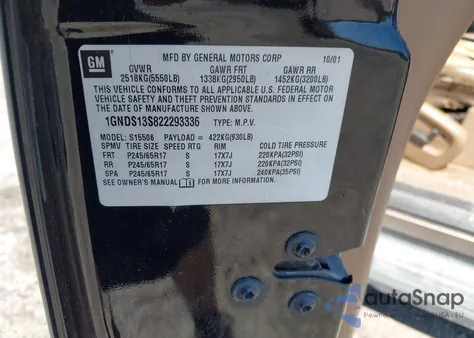 GM
MFD BY GENERAL MOTORS CORP 10/01
GVWR GAWR FRT GAWR RR
2518KG(5550LB) 1338KG(2950LB) 1452KG(3200LB)
THIS VEHICLE CONFORMS TO ALL APPLICABLE U.S. FEDERAL MOTOR
VEHICLE SAFETY AND THEFT PREVENTION STANDARDS IN EFFECT ON
THE DATE OF MANUFACTURE SHOWN ABOVE.
1GNDS13S822293336 TYPE: M.P.V.
MODEL: S15506 PAYLOAD = 422KG(930LB)
SPMV TIRE SIZE SPEED RTG RIM COLD TIRE PRESSURE
FRT P245/65R17 S 17X7J 220KPA(32PSI)
RR P245/65R17 S 17X7J 220KPA(32PSI)
SPA P245/65R17 S 17X7J 240KPA(35PSI)
SEE OWNER'S MANUAL FOR MORE INFORMATION.
autoSnap